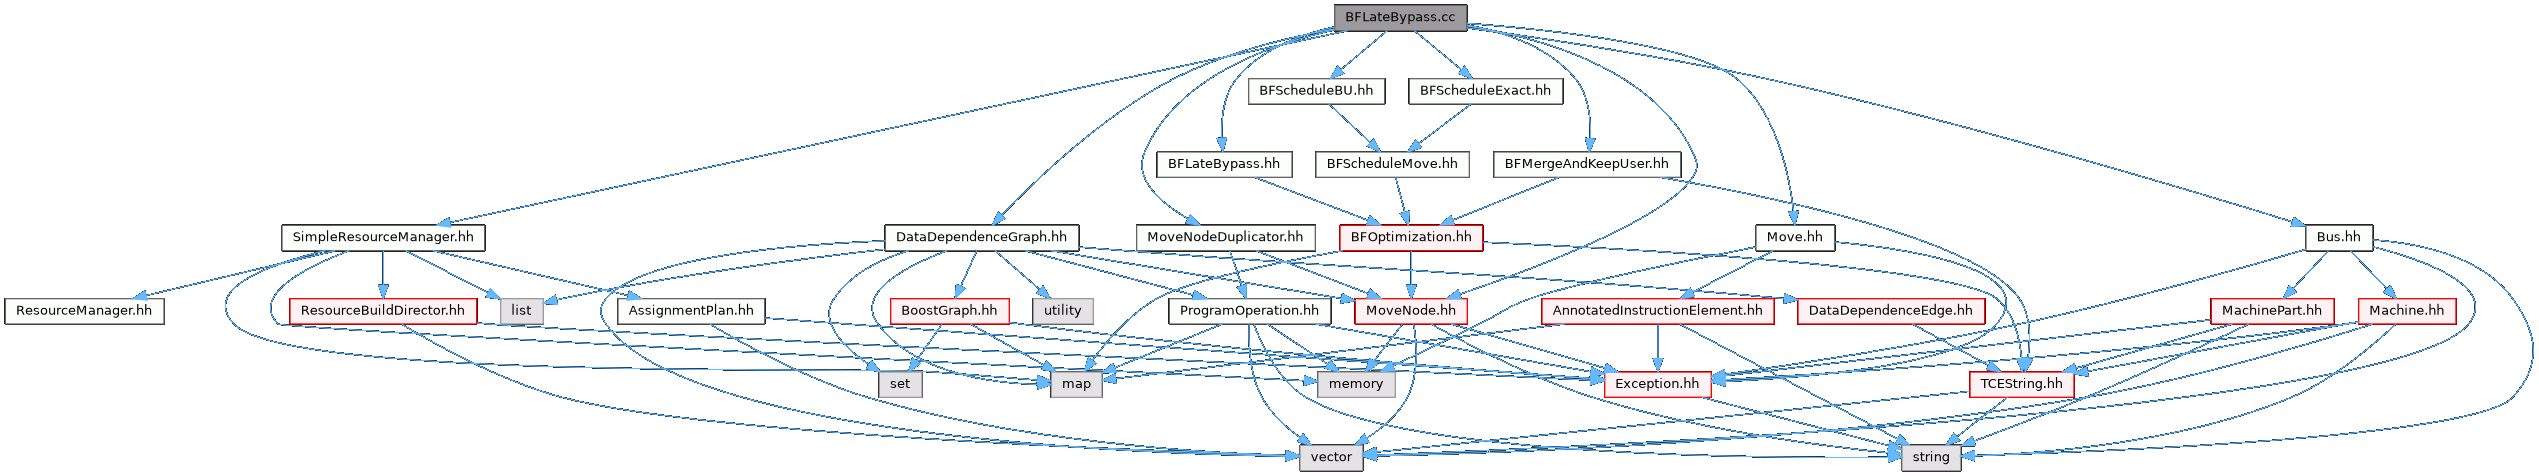 BFLateBypass.cc
BFScheduleBU.hh
BFScheduleExact.hh
BFLateBypass.hh
BFScheduleMove.hh
BFMergeAndKeepUser.hh
SimpleResourceManager.hh
DataDependenceGraph.hh
MoveNodeDuplicator.hh
BFOptimization.hh
Move.hh
Bus.hh
ResourceManager.hh
ResourceBuildDirector.hh
list
AssignmentPlan.hh
BoostGraph.hh
utility
ProgramOperation.hh
MoveNode.hh
AnnotatedInstructionElement.hh
DataDependenceEdge.hh
MachinePart.hh
Machine.hh
set
map
memory
Exception.hh
TCEString.hh
vector
string